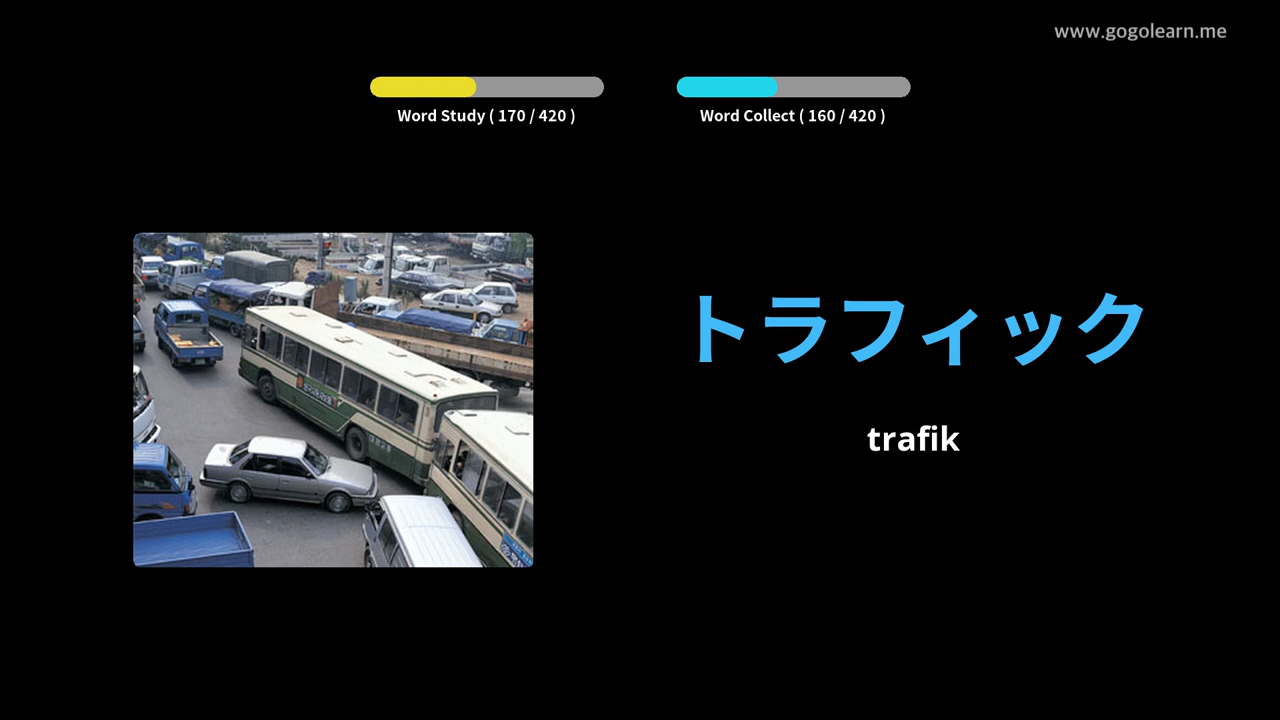 www.gogolearn.me
Word Study ( 170 / 420 )
Word Collect ( 160 / 420 )
トラフィック
trafik